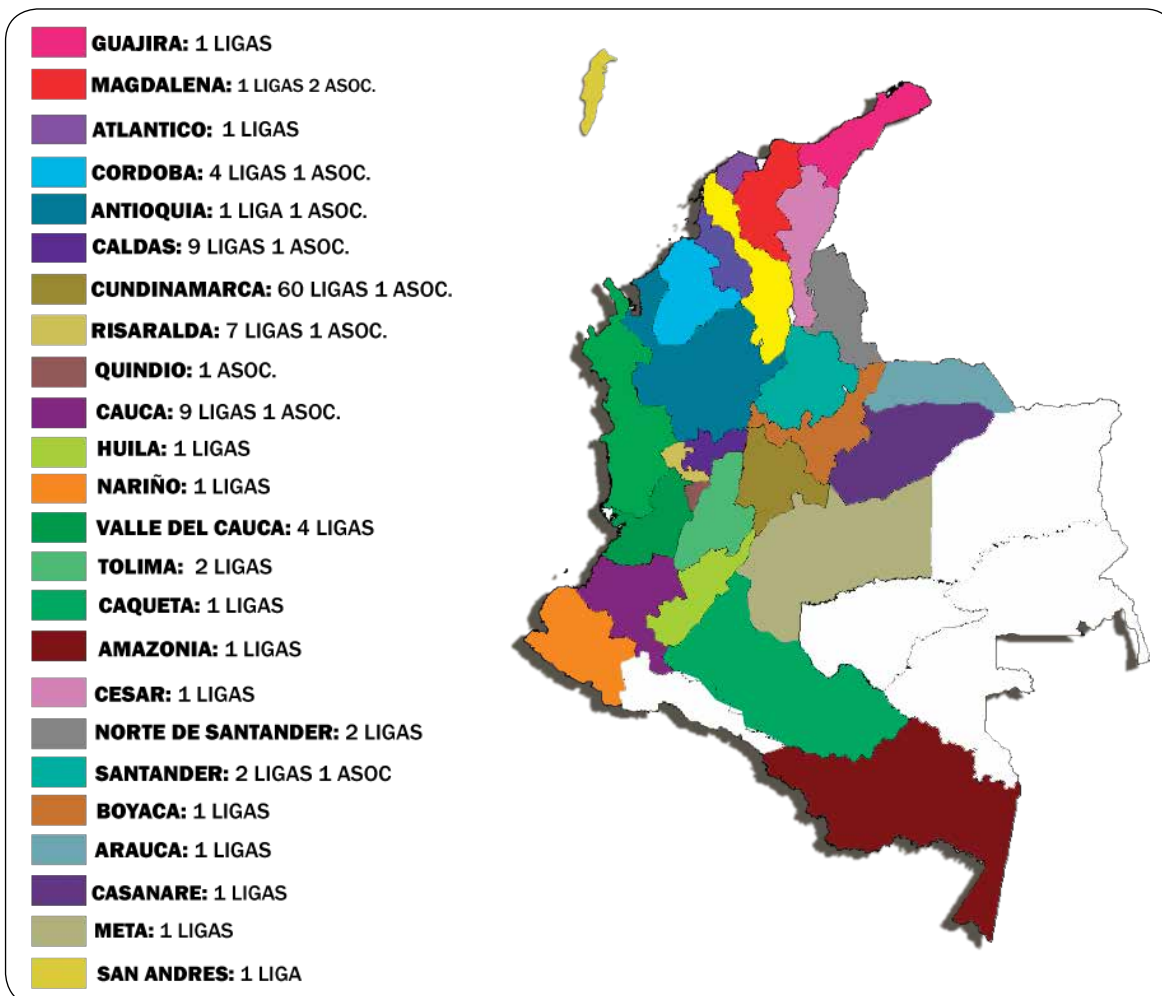 GUAJIRA: 1 LIGAS
MAGDALENA: 1 LIGAS 2 ASOC.
ATLANTICO: 1 LIGAS
CORDOBA: 4 LIGAS 1 ASOC.
ANTIOQUIA: 1 LIGA 1 ASOC.
CALDAS: 9 LIGAS 1 ASOC.
CUNDINAMARCA: 60 LIGAS 1 ASOC.
RISARALDA: 7 LIGAS 1 ASOC.
QUINDIO: 1 ASOC.
CAUCA: 9 LIGAS 1 ASOC.
HUILA: 1 LIGAS
NARIÑO: 1 LIGAS
VALLE DEL CAUCA: 4 LIGAS
TOLIMA: 2 LIGAS
CAQUETA: 1 LIGAS
AMAZONIA: 1 LIGAS
CESAR: 1 LIGAS
NORTE DE SANTANDER: 2 LIGAS
SANTANDER: 2 LIGAS 1 ASOC
BOYACA: 1 LIGAS
ARAUCA: 1 LIGAS
CASANARE: 1 LIGAS
META: 1 LIGAS
SAN ANDRES: 1 LIGA